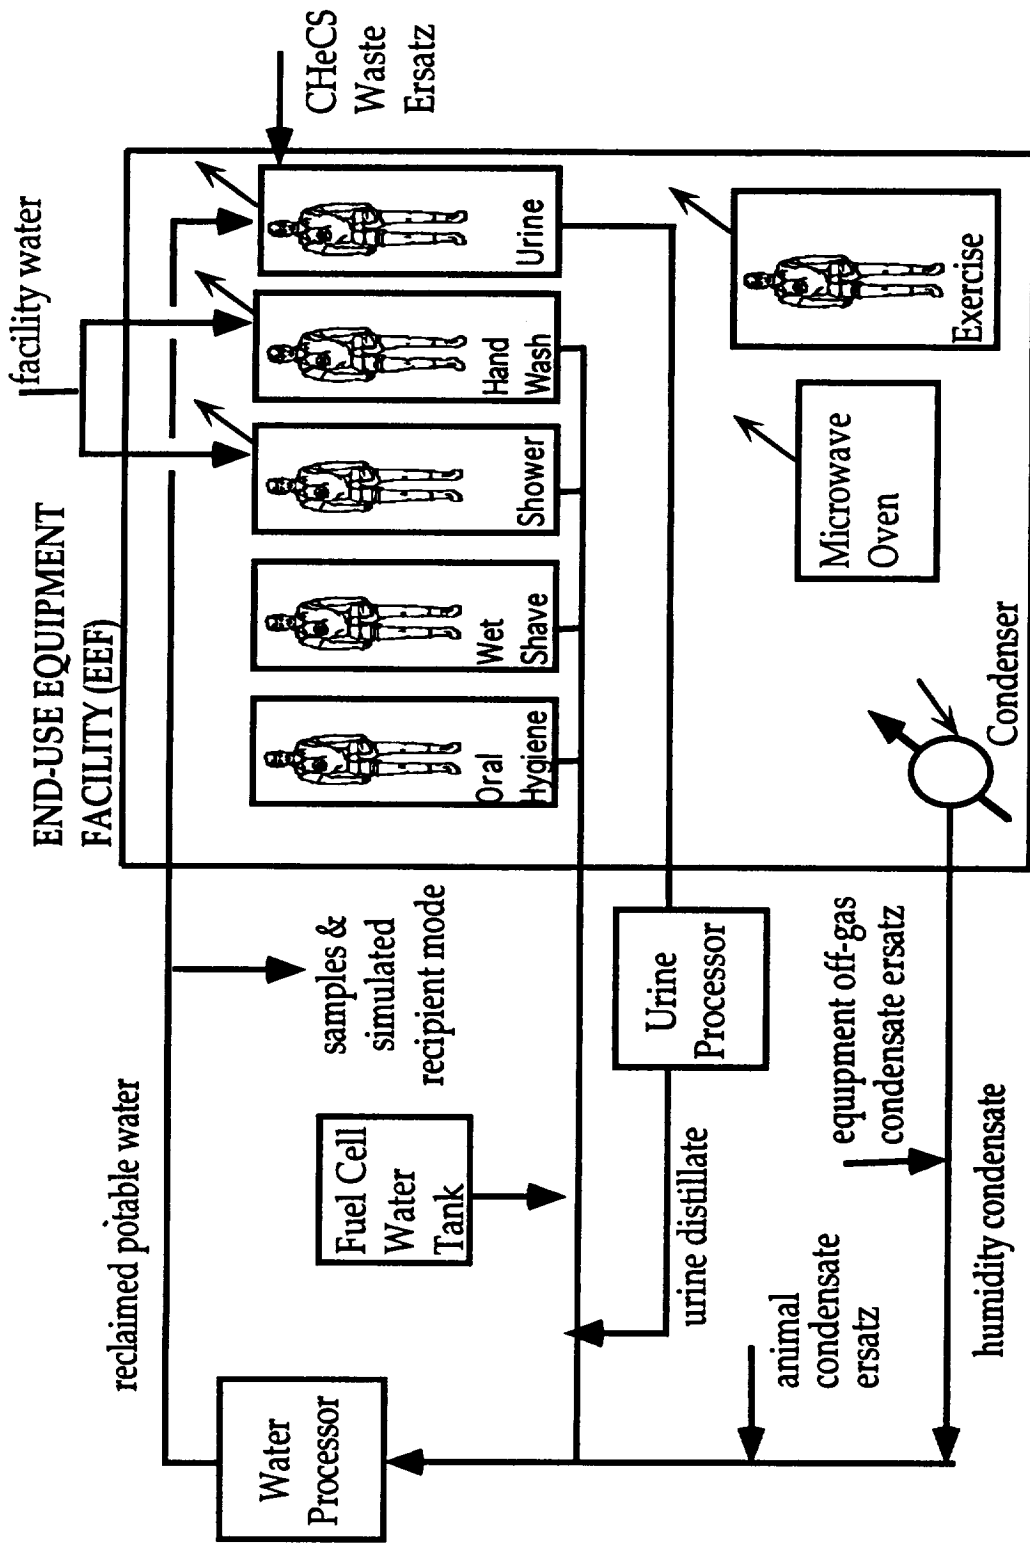 END-USE EQUIPMENT
FACILITY (EEF)
facility water
CHeCS
Waste
Ersatz
reclaimed potable water
samples &
simulated
recipient mode
Water
Processor
Fuel Cell
Water
Tank
Oral
Hygiene
Wet
Shave
Shower
Hand
Wash
Urine
urine distillate
Urine
Processor
Microwave
Oven
Exercise
animal
condensate
ersatz
equipment off-gas
condensate ersatz
humidity condensate
Condenser